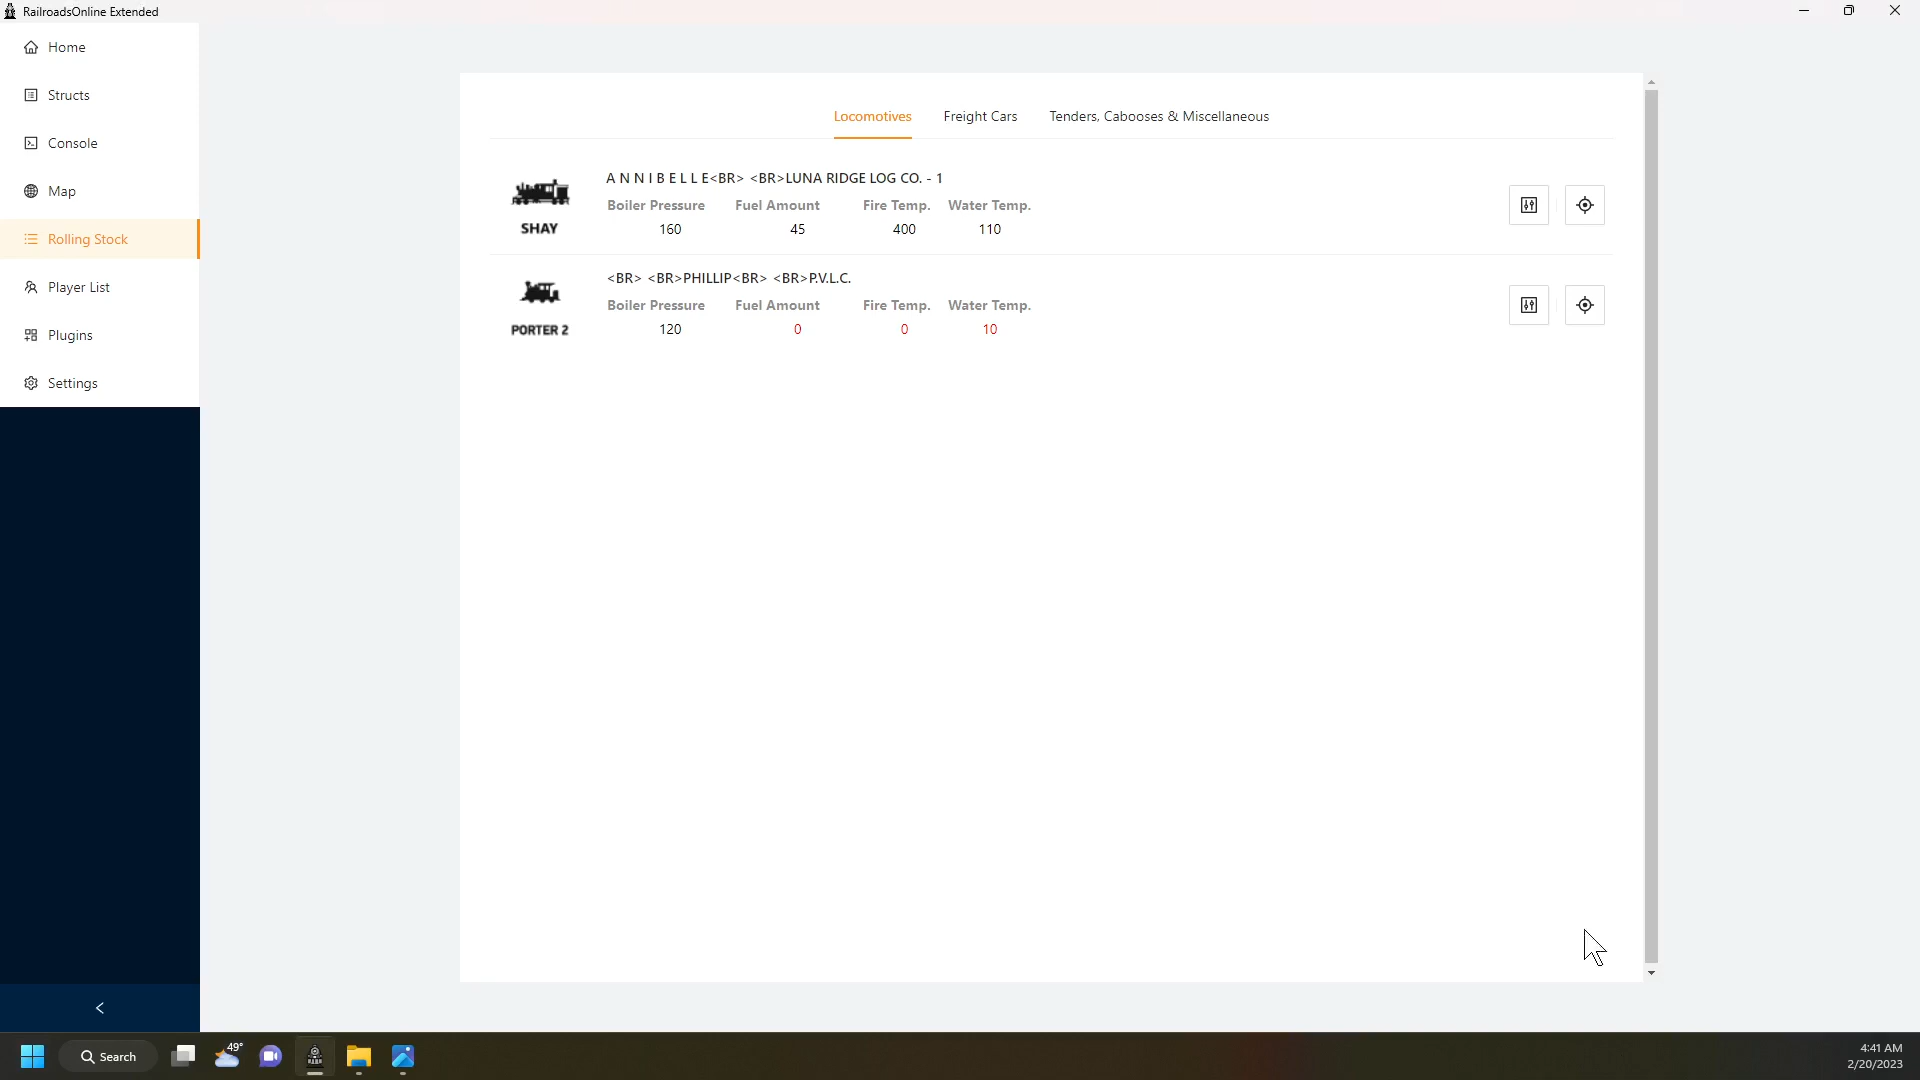 RailroadsOnline Extended
Home
Structs
Console
Map
Rolling Stock
Player List
Plugins
Settings
Locomotives Freight Cars Tenders, Cabooses & Miscellaneous
A N N I B E L L E<BR> <BR>LUNA RIDGE LOG CO. - 1
Boiler Pressure Fuel Amount Fire Temp. Water Temp.
SHAY 160 45 400 110
<BR> <BR>PHILLIP<BR> <BR>P.V.L.C.
Boiler Pressure Fuel Amount Fire Temp. Water Temp.
PORTER 2 120 0 0 10
49°
Search
4:41 AM
2/20/2023